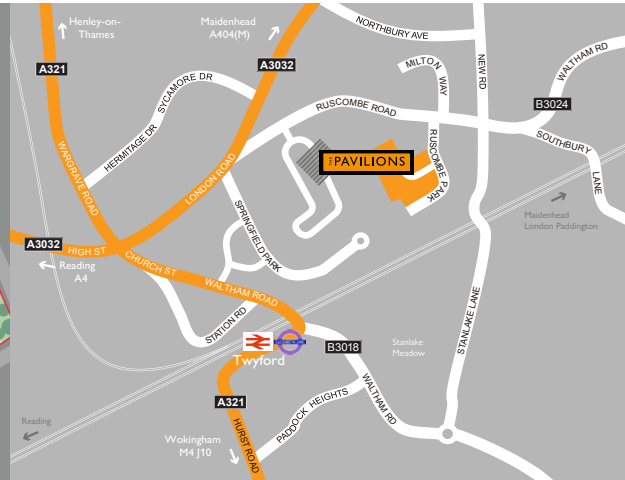 Henley-on-
Thames
Maidenhead
A404(M)
NORTHBURY AVE
A321
A3032
SYCAMORE DR
MILTON WAY
NEW RD
WALTHAM RD
B3024
RUSCOMBE ROAD
HERMITAGE DR
SOUTHBURY LANE
WARGRAVE ROAD
LONDON ROAD
THE PAVILIONS
RUSCOMBE PARK
SPRINGFIELD PARK
Maidenhead
London Paddington
A3032
HIGH ST
CHURCH ST
Reading
A4
WALTHAM ROAD
STATION RD
STANLAKE LANE
Twyford
B3018
Stanlake
Meadow
A321
PADDOCK HEIGHTS
WALTHAM RD
Reading
HURST ROAD
Wokingham
M4 J10